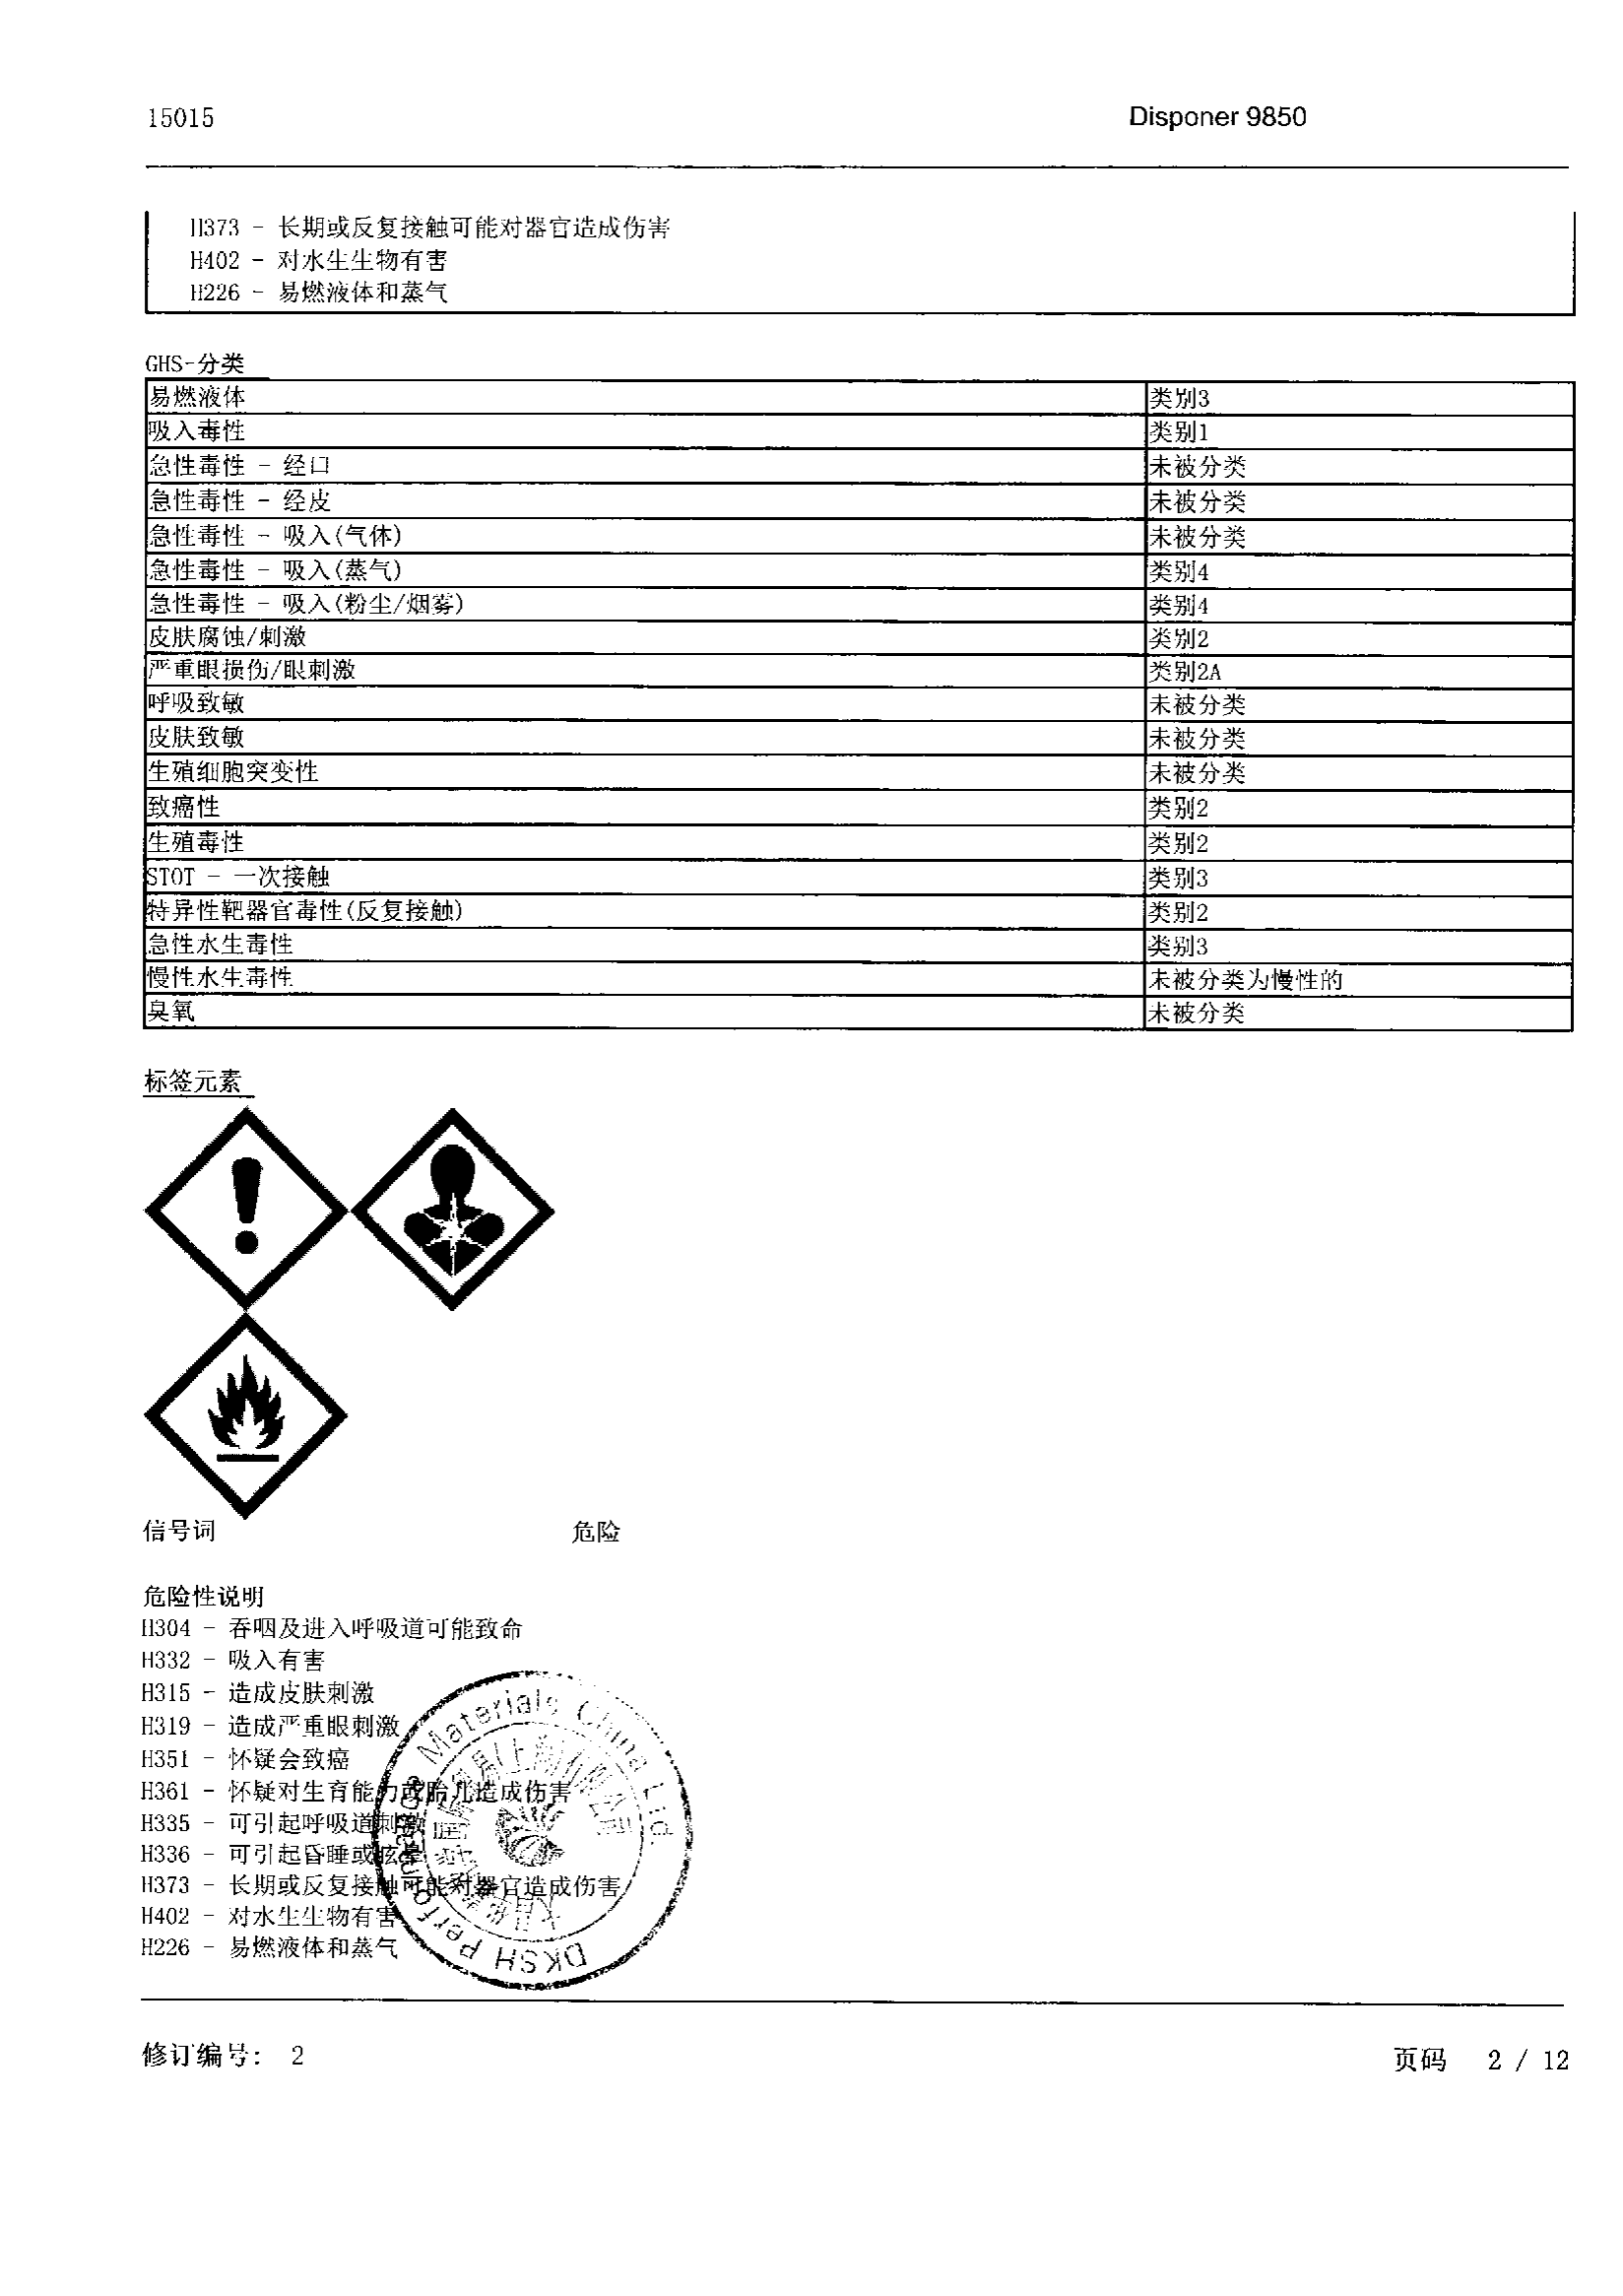 15015 Disponer 9850
H373 - 长期或反复接触可能对器官造成伤害
H402 - 对水生生物有害
H226 - 易燃液体和蒸气
GHS-分类
易燃液体 类别3
吸入毒性 类别1
急性毒性 - 经口 未被分类
急性毒性 - 经皮 未被分类
急性毒性 - 吸入(气体) 未被分类
急性毒性 - 吸入(蒸气) 类别4
急性毒性 - 吸入(粉尘/烟雾) 类别4
皮肤腐蚀/刺激 类别2
严重眼损伤/眼刺激 类别2A
呼吸致敏 未被分类
皮肤致敏 未被分类
生殖细胞突变性 未被分类
致癌性 类别2
生殖毒性 类别2
STOT - 一次接触 类别3
特异性靶器官毒性(反复接触) 类别2
急性水生毒性 类别3
慢性水生毒性 未被分类为慢性的
臭氧 未被分类
标签元素
信号词 危险
危险性说明
H304 - 吞咽及进入呼吸道可能致命
H332 - 吸入有害
H315 - 造成皮肤刺激
H319 - 造成严重眼刺激
H351 - 怀疑会致癌
H361 - 怀疑对生育能力或胎儿造成伤害
H335 - 可引起呼吸道刺激
H336 - 可引起昏睡或眩晕
H373 - 长期或反复接触可能对器官造成伤害
H402 - 对水生生物有害
H226 - 易燃液体和蒸气
DKSH Performance Materials China Ltd.
修订编号: 2 页码 2 / 12